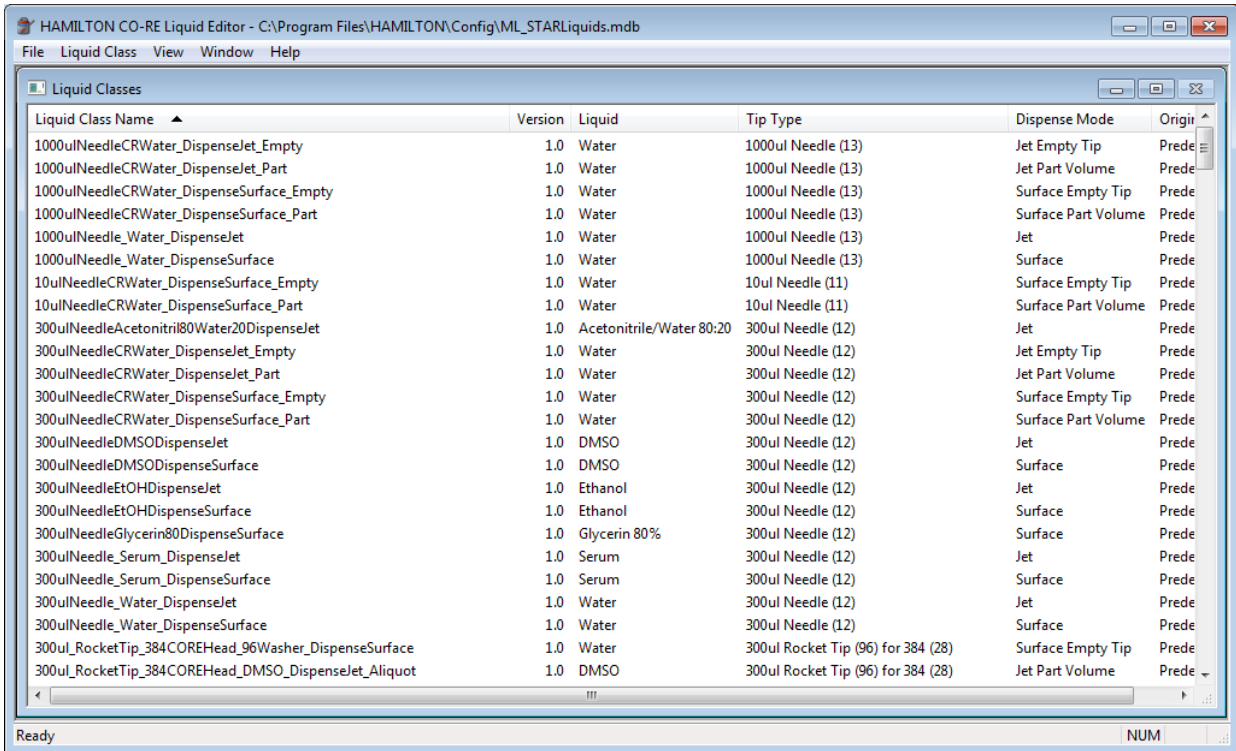 HAMILTON CO-RE Liquid Editor - C:\Program Files\HAMILTON\Config\ML_STARLiquids.mdb
File Liquid Class View Window Help
Liquid Classes
Liquid Class Name Version Liquid Tip Type Dispense Mode Origin
1000ulNeedleCRWater_DispenseJet_Empty 1.0 Water 1000ul Needle (13) Jet Empty Tip Prede
1000ulNeedleCRWater_DispenseJet_Part 1.0 Water 1000ul Needle (13) Jet Part Volume Prede
1000ulNeedleCRWater_DispenseSurface_Empty 1.0 Water 1000ul Needle (13) Surface Empty Tip Prede
1000ulNeedleCRWater_DispenseSurface_Part 1.0 Water 1000ul Needle (13) Surface Part Volume Prede
1000ulNeedle_Water_DispenseJet 1.0 Water 1000ul Needle (13) Jet Prede
1000ulNeedle_Water_DispenseSurface 1.0 Water 1000ul Needle (13) Surface Prede
10ulNeedleCRWater_DispenseSurface_Empty 1.0 Water 10ul Needle (11) Surface Empty Tip Prede
10ulNeedleCRWater_DispenseSurface_Part 1.0 Water 10ul Needle (11) Surface Part Volume Prede
300ulNeedleAcetonitril80Water20DispenseJet 1.0 Acetonitrile/Water 80:20 300ul Needle (12) Jet Prede
300ulNeedleCRWater_DispenseJet_Empty 1.0 Water 300ul Needle (12) Jet Empty Tip Prede
300ulNeedleCRWater_DispenseJet_Part 1.0 Water 300ul Needle (12) Jet Part Volume Prede
300ulNeedleCRWater_DispenseSurface_Empty 1.0 Water 300ul Needle (12) Surface Empty Tip Prede
300ulNeedleCRWater_DispenseSurface_Part 1.0 Water 300ul Needle (12) Surface Part Volume Prede
300ulNeedleDMSODispenseJet 1.0 DMSO 300ul Needle (12) Jet Prede
300ulNeedleDMSODispenseSurface 1.0 DMSO 300ul Needle (12) Surface Prede
300ulNeedleEtOHDispenseJet 1.0 Ethanol 300ul Needle (12) Jet Prede
300ulNeedleEtOHDispenseSurface 1.0 Ethanol 300ul Needle (12) Surface Prede
300ulNeedleGlycerin80DispenseSurface 1.0 Glycerin 80% 300ul Needle (12) Surface Prede
300ulNeedle_Serum_DispenseJet 1.0 Serum 300ul Needle (12) Jet Prede
300ulNeedle_Serum_DispenseSurface 1.0 Serum 300ul Needle (12) Surface Prede
300ulNeedle_Water_DispenseJet 1.0 Water 300ul Needle (12) Jet Prede
300ulNeedle_Water_DispenseSurface 1.0 Water 300ul Needle (12) Surface Prede
300ul_RocketTip_384COREHead_96Washer_DispenseSurface 1.0 Water 300ul Rocket Tip (96) for 384 (28) Surface Empty Tip Prede
300ul_RocketTip_384COREHead_DMSO_DispenseJet_Aliquot 1.0 DMSO 300ul Rocket Tip (96) for 384 (28) Jet Part Volume Prede
Ready NUM